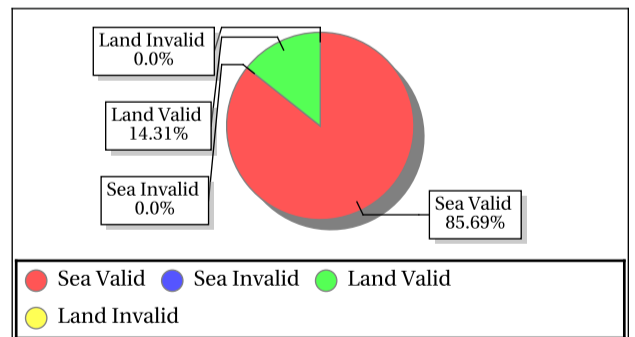 Land Invalid
0.0%
Land Valid
14.31%
Sea Invalid
0.0%
Sea Valid
85.69%
Sea Valid Sea Invalid Land Valid
Land Invalid